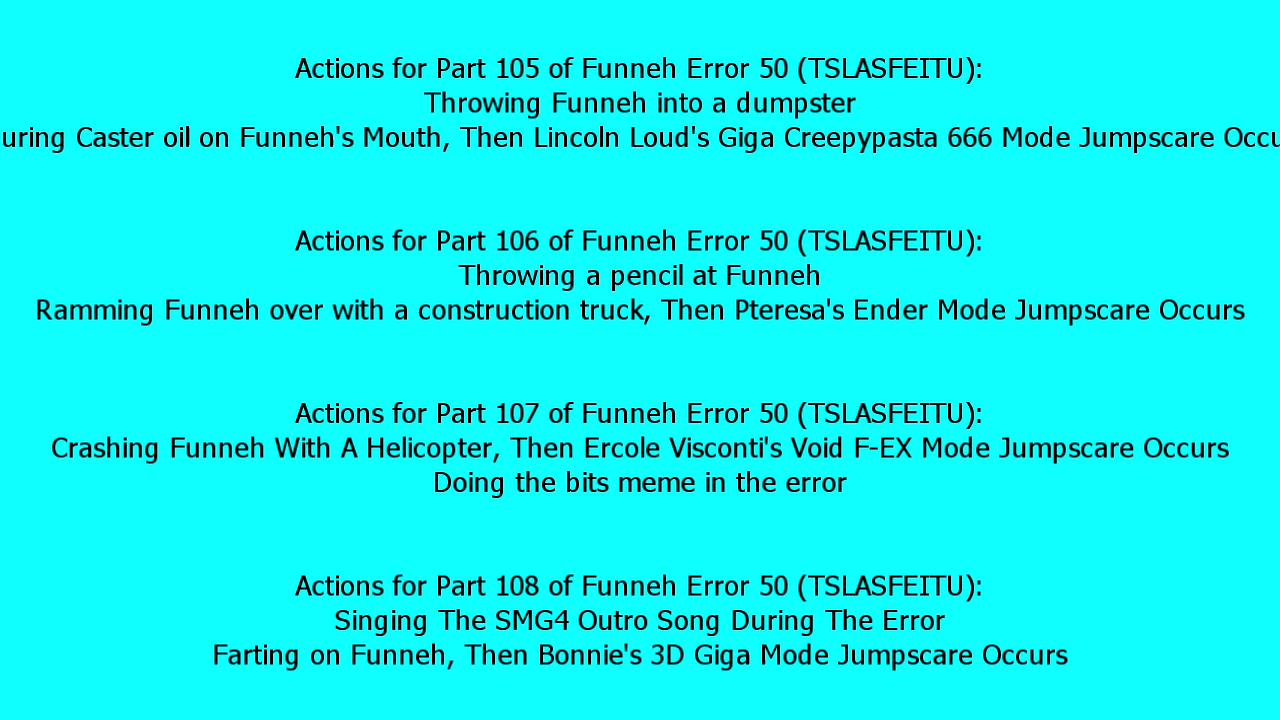 Actions for Part 105 of Funneh Error 50 (TSLASFEITU):
Throwing Funneh into a dumpster
uring Caster oil on Funneh's Mouth, Then Lincoln Loud's Giga Creepypasta 666 Mode Jumpscare Occu
Actions for Part 106 of Funneh Error 50 (TSLASFEITU):
Throwing a pencil at Funneh
Ramming Funneh over with a construction truck, Then Pteresa's Ender Mode Jumpscare Occurs
Actions for Part 107 of Funneh Error 50 (TSLASFEITU):
Crashing Funneh With A Helicopter, Then Ercole Visconti's Void F-EX Mode Jumpscare Occurs
Doing the bits meme in the error
Actions for Part 108 of Funneh Error 50 (TSLASFEITU):
Singing The SMG4 Outro Song During The Error
Farting on Funneh, Then Bonnie's 3D Giga Mode Jumpscare Occurs